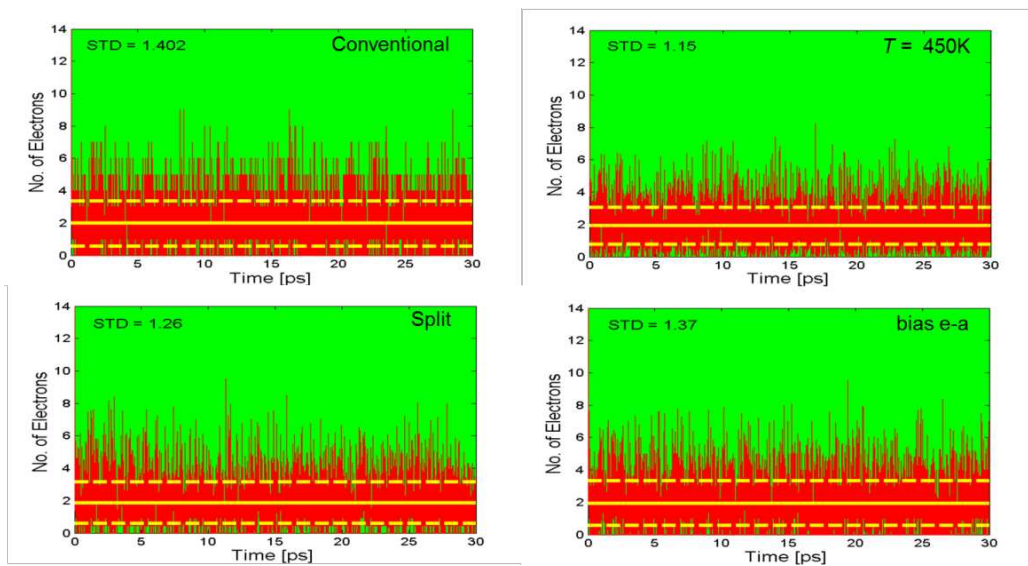 STD = 1.402
Conventional
14
12
10
8
6
4
2
0
No. of Electrons
0 5 10 15 20 25 30
Time [ps]
STD = 1.15
T = 450K
14
12
10
8
6
4
2
0
No. of Electrons
0 5 10 15 20 25 30
Time [ps]
STD = 1.26
Split
14
12
10
8
6
4
2
0
No. of Electrons
0 5 10 15 20 25 30
Time [ps]
STD = 1.37
bias e-a
14
12
10
8
6
4
2
0
No. of Electrons
0 5 10 15 20 25 30
Time [ps]